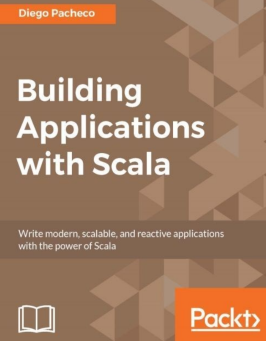 Diego Pacheco
Building
Applications
with Scala
Write modern, scalable, and reactive applications
with the power of Scala
Packt>